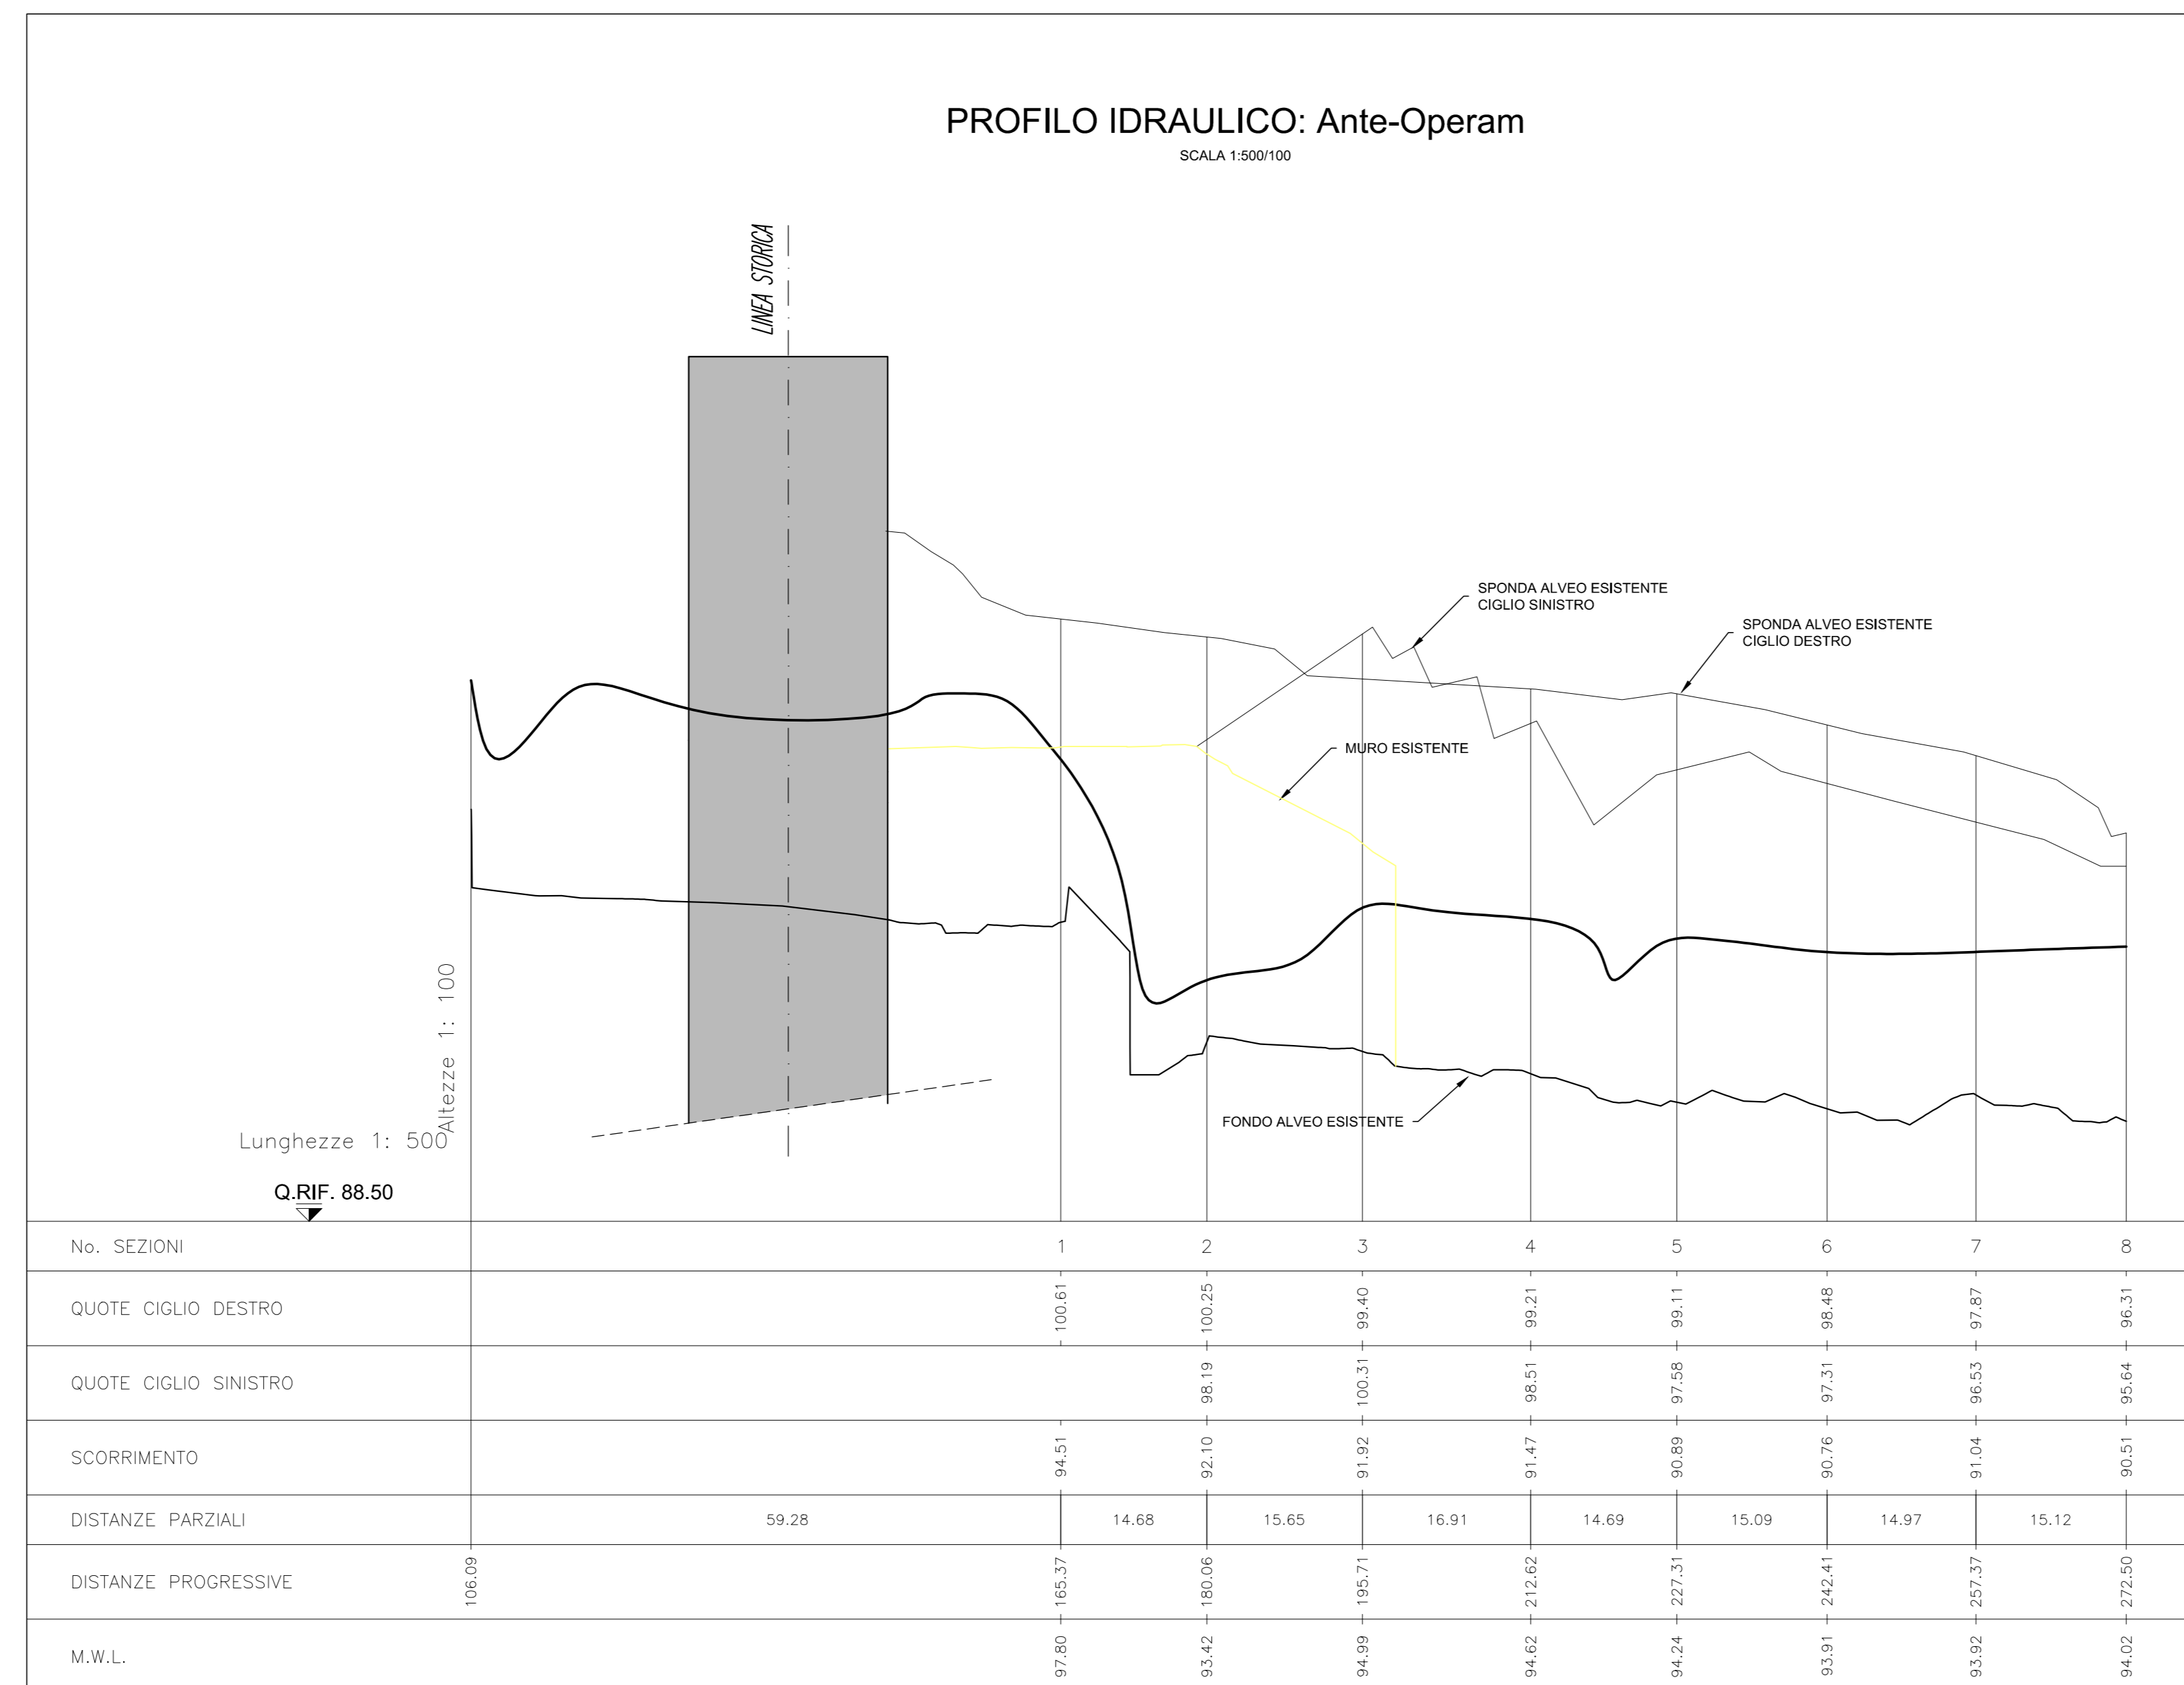 PROFILO IDRAULICO: Ante-Operam
SCALA 1:500/100
LINEA STORICA
SPONDA ALVEO ESISTENTE
CIGLIO SINISTRO
SPONDA ALVEO ESISTENTE
CIGLIO DESTRO
MURO ESISTENTE
FONDO ALVEO ESISTENTE
Altezze 1: 100
Lunghezze 1: 500
Q.RIF. 88.50
No. SEZIONI 1 2 3 4 5 6 7 8
QUOTE CIGLIO DESTRO 100.61 100.25 99.40 99.21 99.11 98.48 97.87 96.31
QUOTE CIGLIO SINISTRO 98.19 100.31 98.51 97.58 97.31 96.53 95.64
SCORRIMENTO 94.51 92.10 91.92 91.47 90.89 90.76 91.04 90.51
DISTANZE PARZIALI 59.28 14.68 15.65 16.91 14.69 15.09 14.97 15.12
DISTANZE PROGRESSIVE 106.09 165.37 180.06 195.71 212.62 227.31 242.41 257.37 272.50
M.W.L. 97.80 93.42 94.99 94.62 94.24 93.91 93.92 94.02